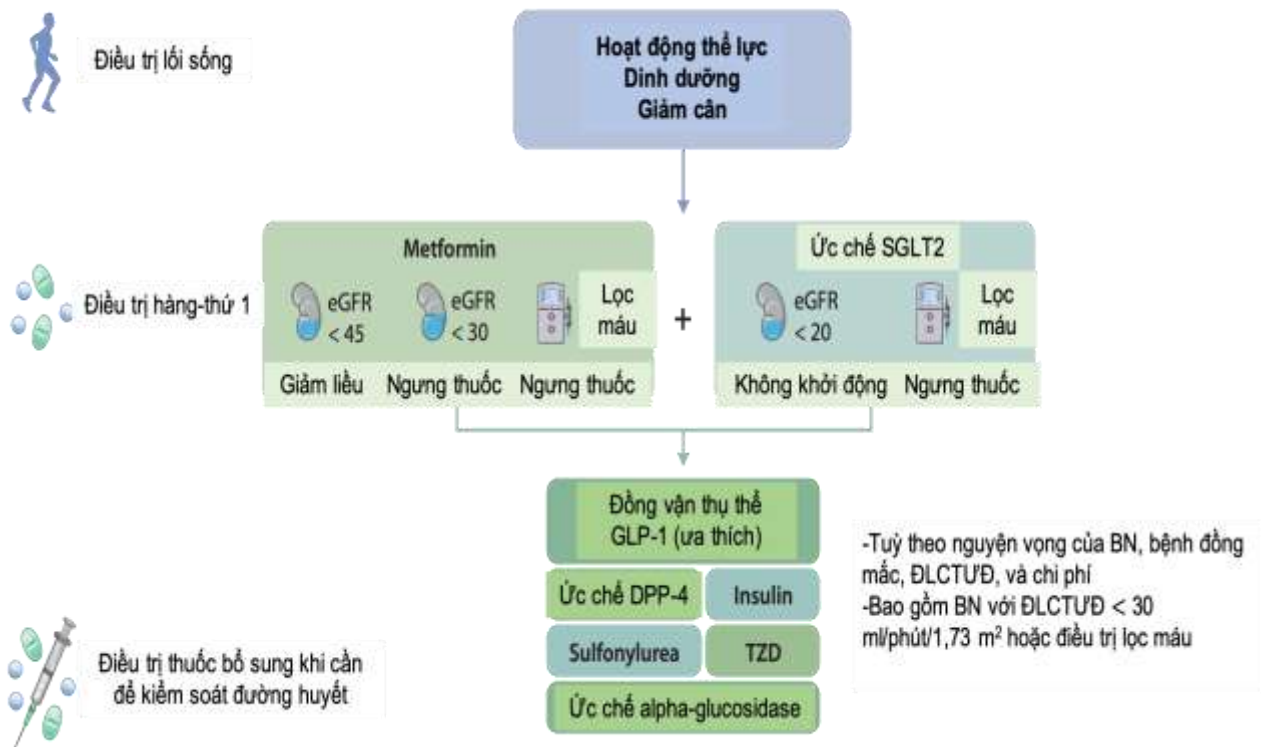 Điều trị lối sống
Hoạt động thể lực
Dinh dưỡng
Giảm cân
Điều trị hàng-thứ 1
Metformin
eGFR
< 45
eGFR
< 30
Lọc
máu
Giảm liều
Ngưng thuốc
Ngưng thuốc
+
Ức chế SGLT2
eGFR
< 20
Lọc
máu
Không khởi động
Ngưng thuốc
Điều trị thuốc bổ sung khi cần
để kiểm soát đường huyết
Đồng vận thụ thể
GLP-1 (ưa thích)
Ức chế DPP-4
Insulin
Sulfonylurea
TZD
Ức chế alpha-glucosidase
-Tuỳ theo nguyện vọng của BN, bệnh đồng
mắc, ĐLCTƯĐ, và chi phí
-Bao gồm BN với ĐLCTƯĐ < 30
ml/phút/1,73 m² hoặc điều trị lọc máu